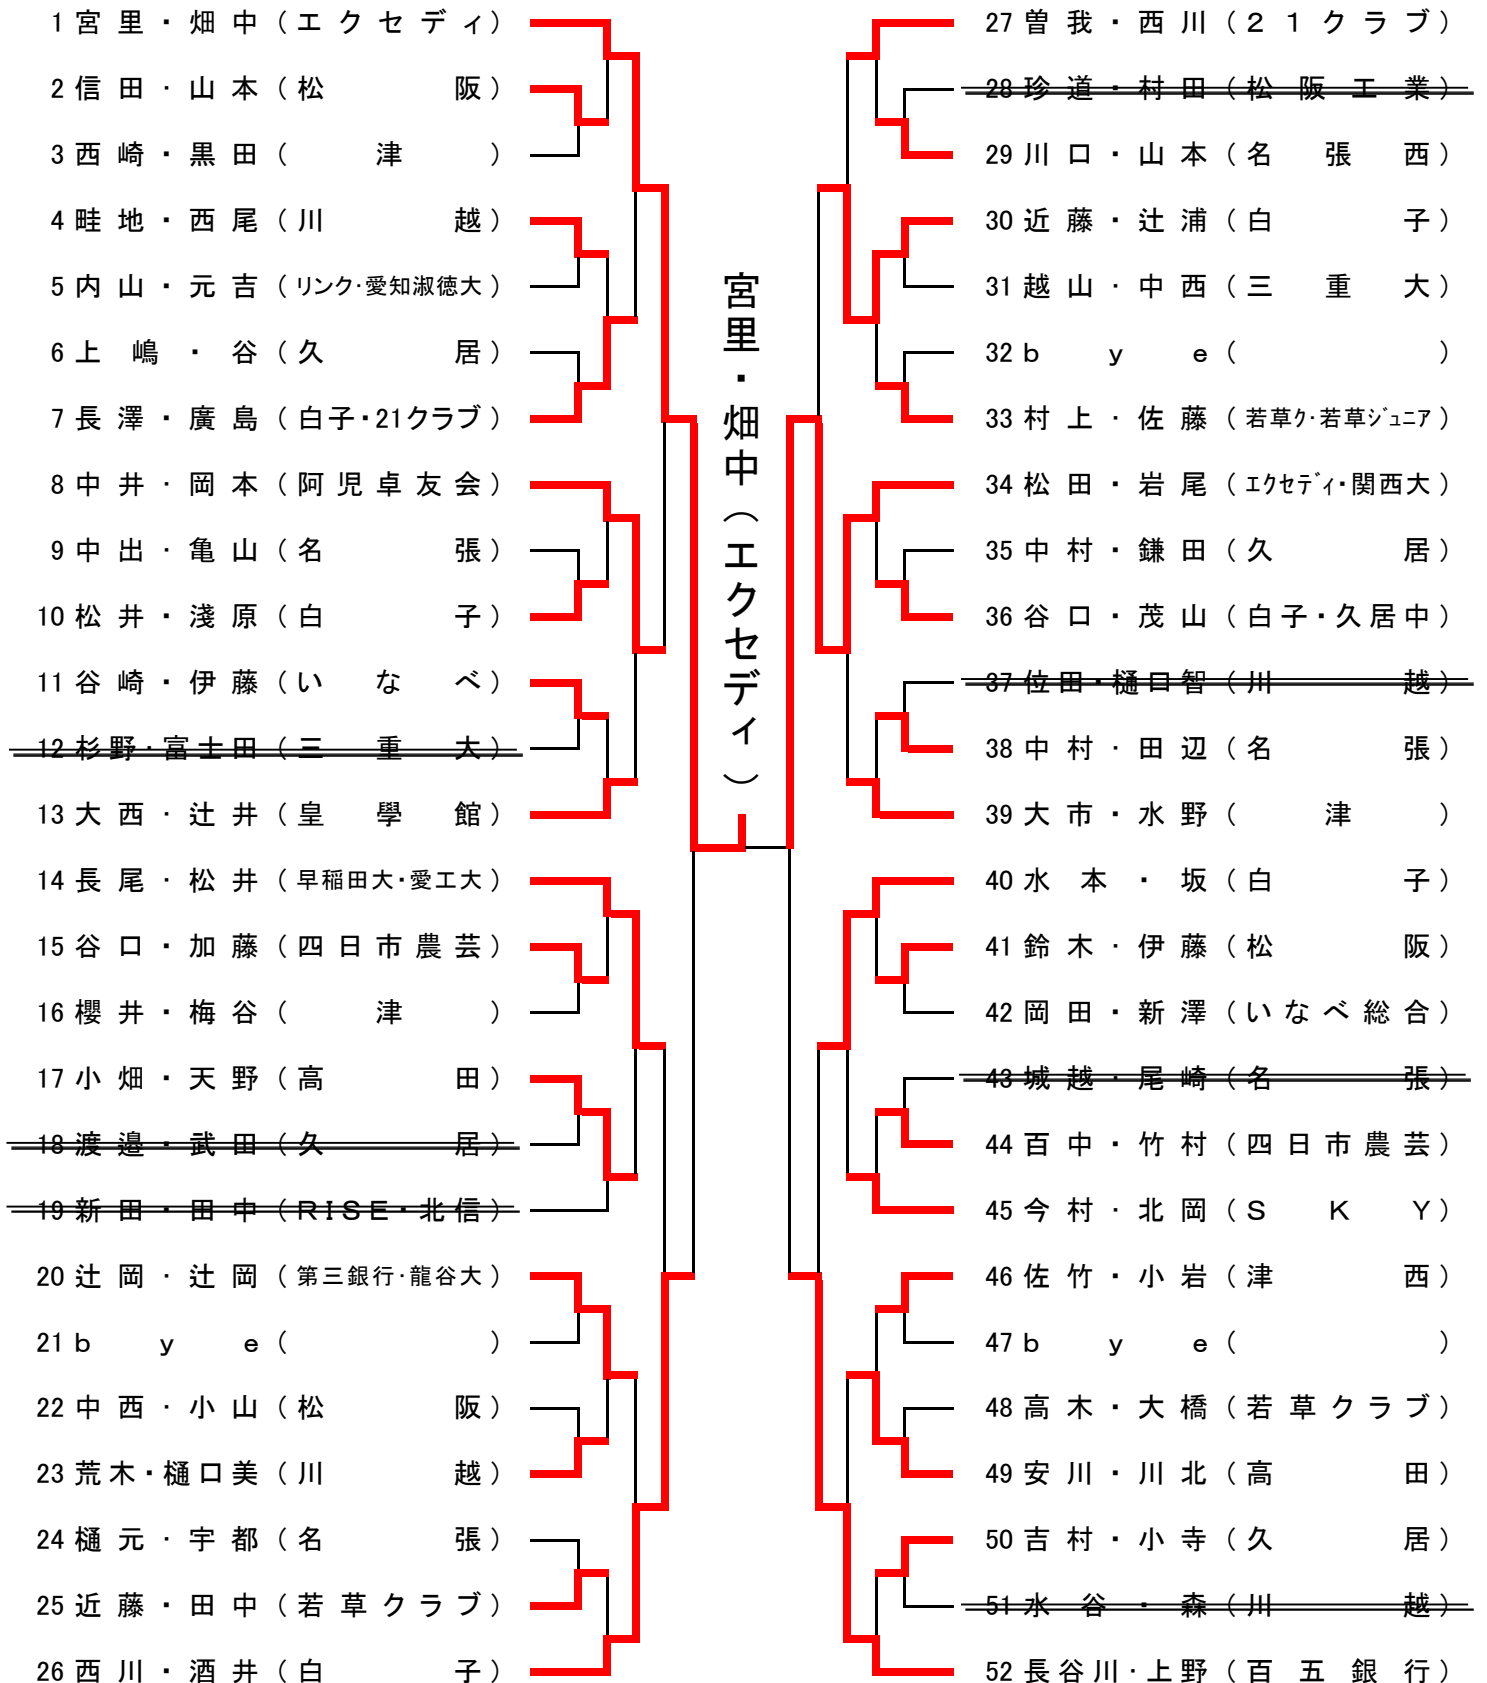 1 宮里・畑中（エクセディ）
2 信田・山本（松阪）
3 西崎・黒田（津）
4 畦地・西尾（川越）
5 内山・元吉（リンク・愛知淑徳大）
6 上嶋・谷（久居）
7 長澤・廣島（白子・21クラブ）
8 中井・岡本（阿児卓友会）
9 中出・亀山（名張）
10 松井・淺原（白子）
11 谷崎・伊藤（いなべ）
12 杉野・富士田（三重大）
13 大西・辻井（皇學館）
14 長尾・松井（早稲田大・愛工大）
15 谷口・加藤（四日市農芸）
16 櫻井・梅谷（津）
17 小畑・天野（高田）
18 渡邉・武田（久居）
19 新田・田中（RISE・北信）
20 辻岡・辻岡（第三銀行・龍谷大）
21 bye（）
22 中西・小山（松阪）
23 荒木・樋口美（川越）
24 樋元・宇都（名張）
25 近藤・田中（若草クラブ）
26 西川・酒井（白子）
宮里・畑中（エクセディ）
27 曽我・西川（21クラブ）
28 珍道・村田（松阪工業）
29 川口・山本（名張西）
30 近藤・辻浦（白子）
31 越山・中西（三重大）
32 bye（）
33 村上・佐藤（若草ク・若草ジュニア）
34 松田・岩尾（エクセディ・関西大）
35 中村・鎌田（久居）
36 谷口・茂山（白子・久居中）
37 位田・樋口智（川越）
38 中村・田辺（名張）
39 大市・水野（津）
40 水本・坂（白子）
41 鈴木・伊藤（松阪）
42 岡田・新澤（いなべ総合）
43 城越・尾崎（名張）
44 百中・竹村（四日市農芸）
45 今村・北岡（SKY）
46 佐竹・小岩（津西）
47 bye（）
48 高木・大橋（若草クラブ）
49 安川・川北（高田）
50 吉村・小寺（久居）
51 水谷・森（川越）
52 長谷川・上野（百五銀行）